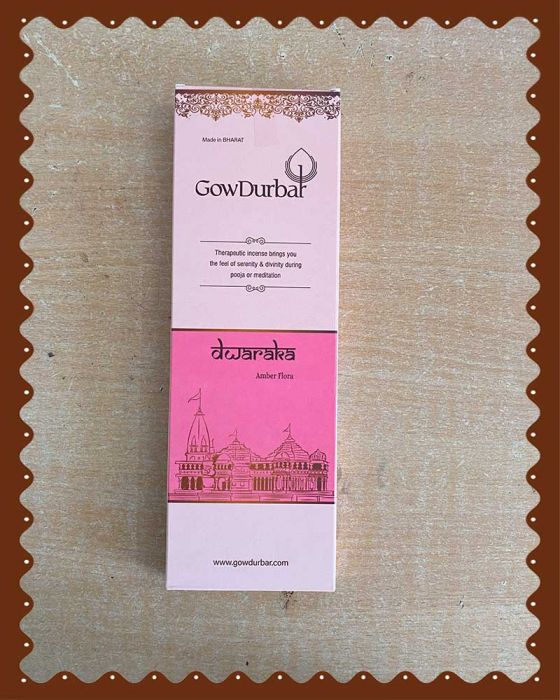 Made in BHARAT
GowDurbar
Therapeutic incense brings you
the feel of serenity & divinity during
pooja or meditation
dwaraka
Amber Flora
www.gowdurbar.com